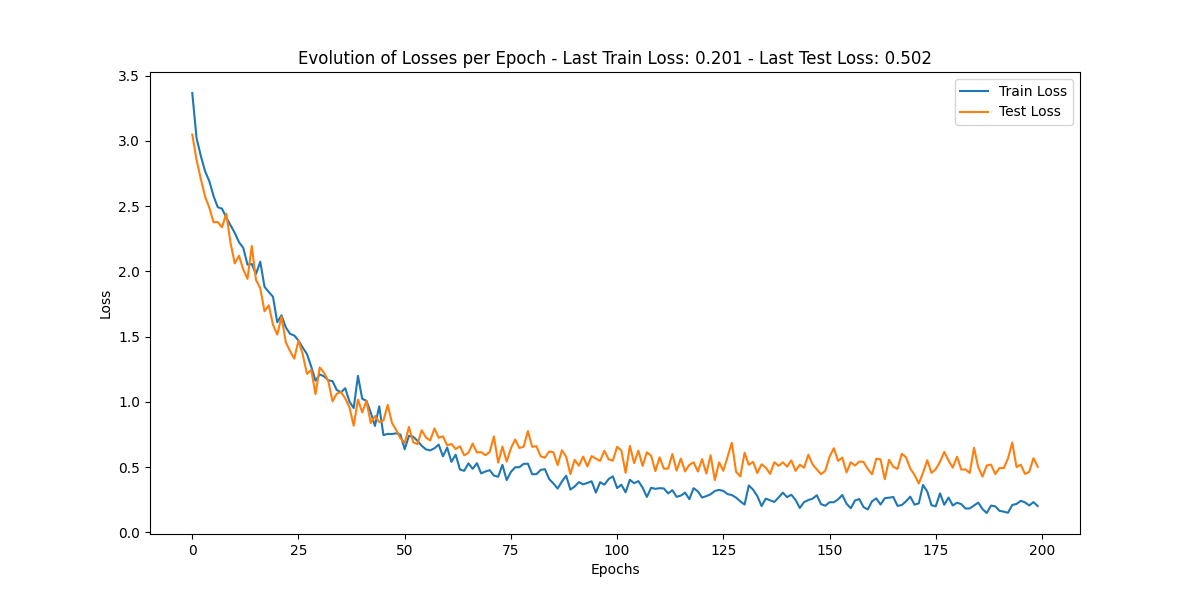 Evolution of Losses per Epoch - Last Train Loss: 0.201 - Last Test Loss: 0.502
Train Loss
Test Loss
3.5
3.0
2.5
2.0
1.5
1.0
0.5
0.0
Loss
0 25 50 75 100 125 150 175 200
Epochs